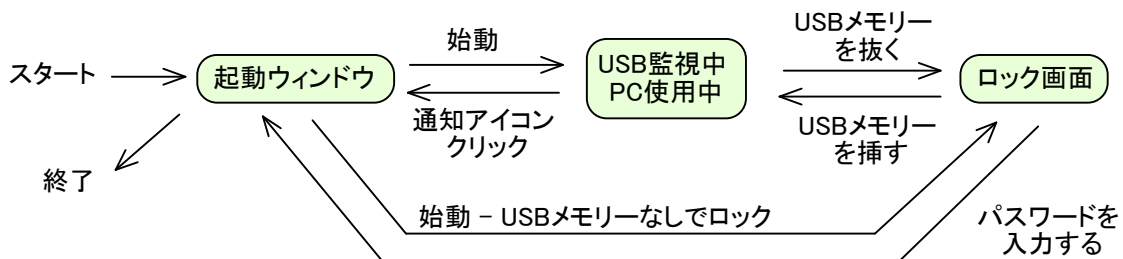 スタート
起動ウィンドウ
始動
通知アイコン
クリック
USB監視中
PC使用中
USBメモリー
を抜く
USBメモリー
を挿す
ロック画面
終了
始動 − USBメモリーなしでロック
パスワードを
入力する